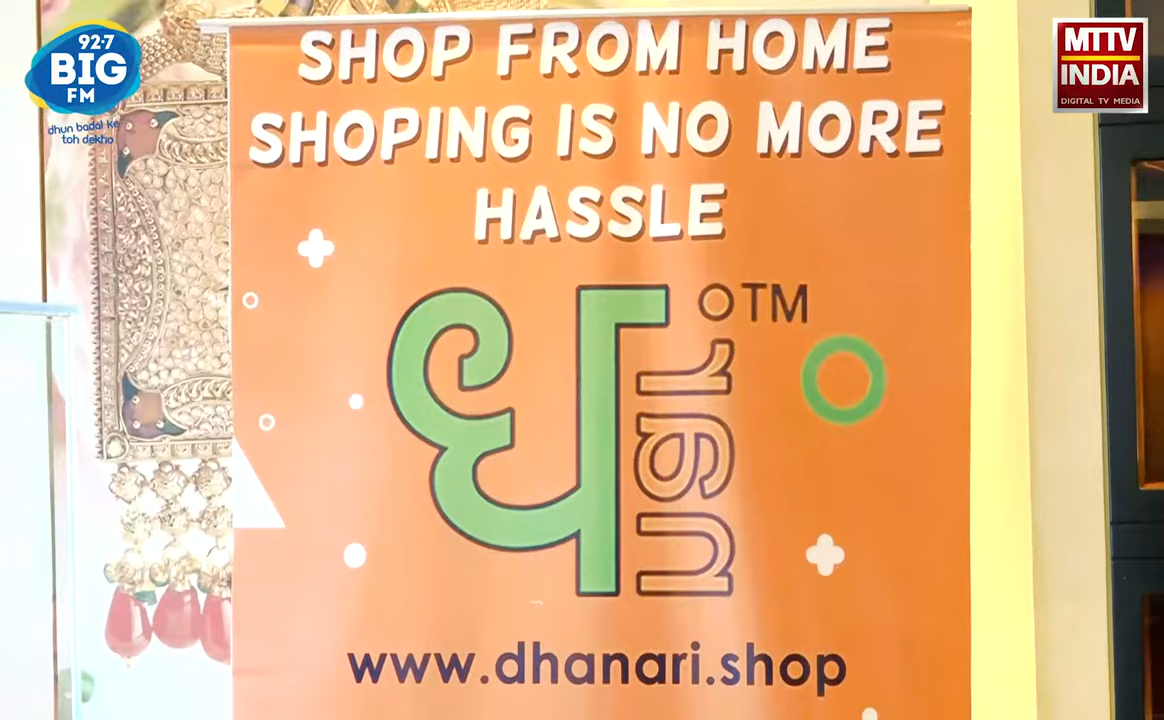 92.7
BIG
FM
dhun badal ke
toh dekho
MTTV
INDIA
DIGITAL TV MEDIA
SHOP FROM HOME
SHOPING IS NO MORE
HASSLE
ध
TM
www.dhanari.shop